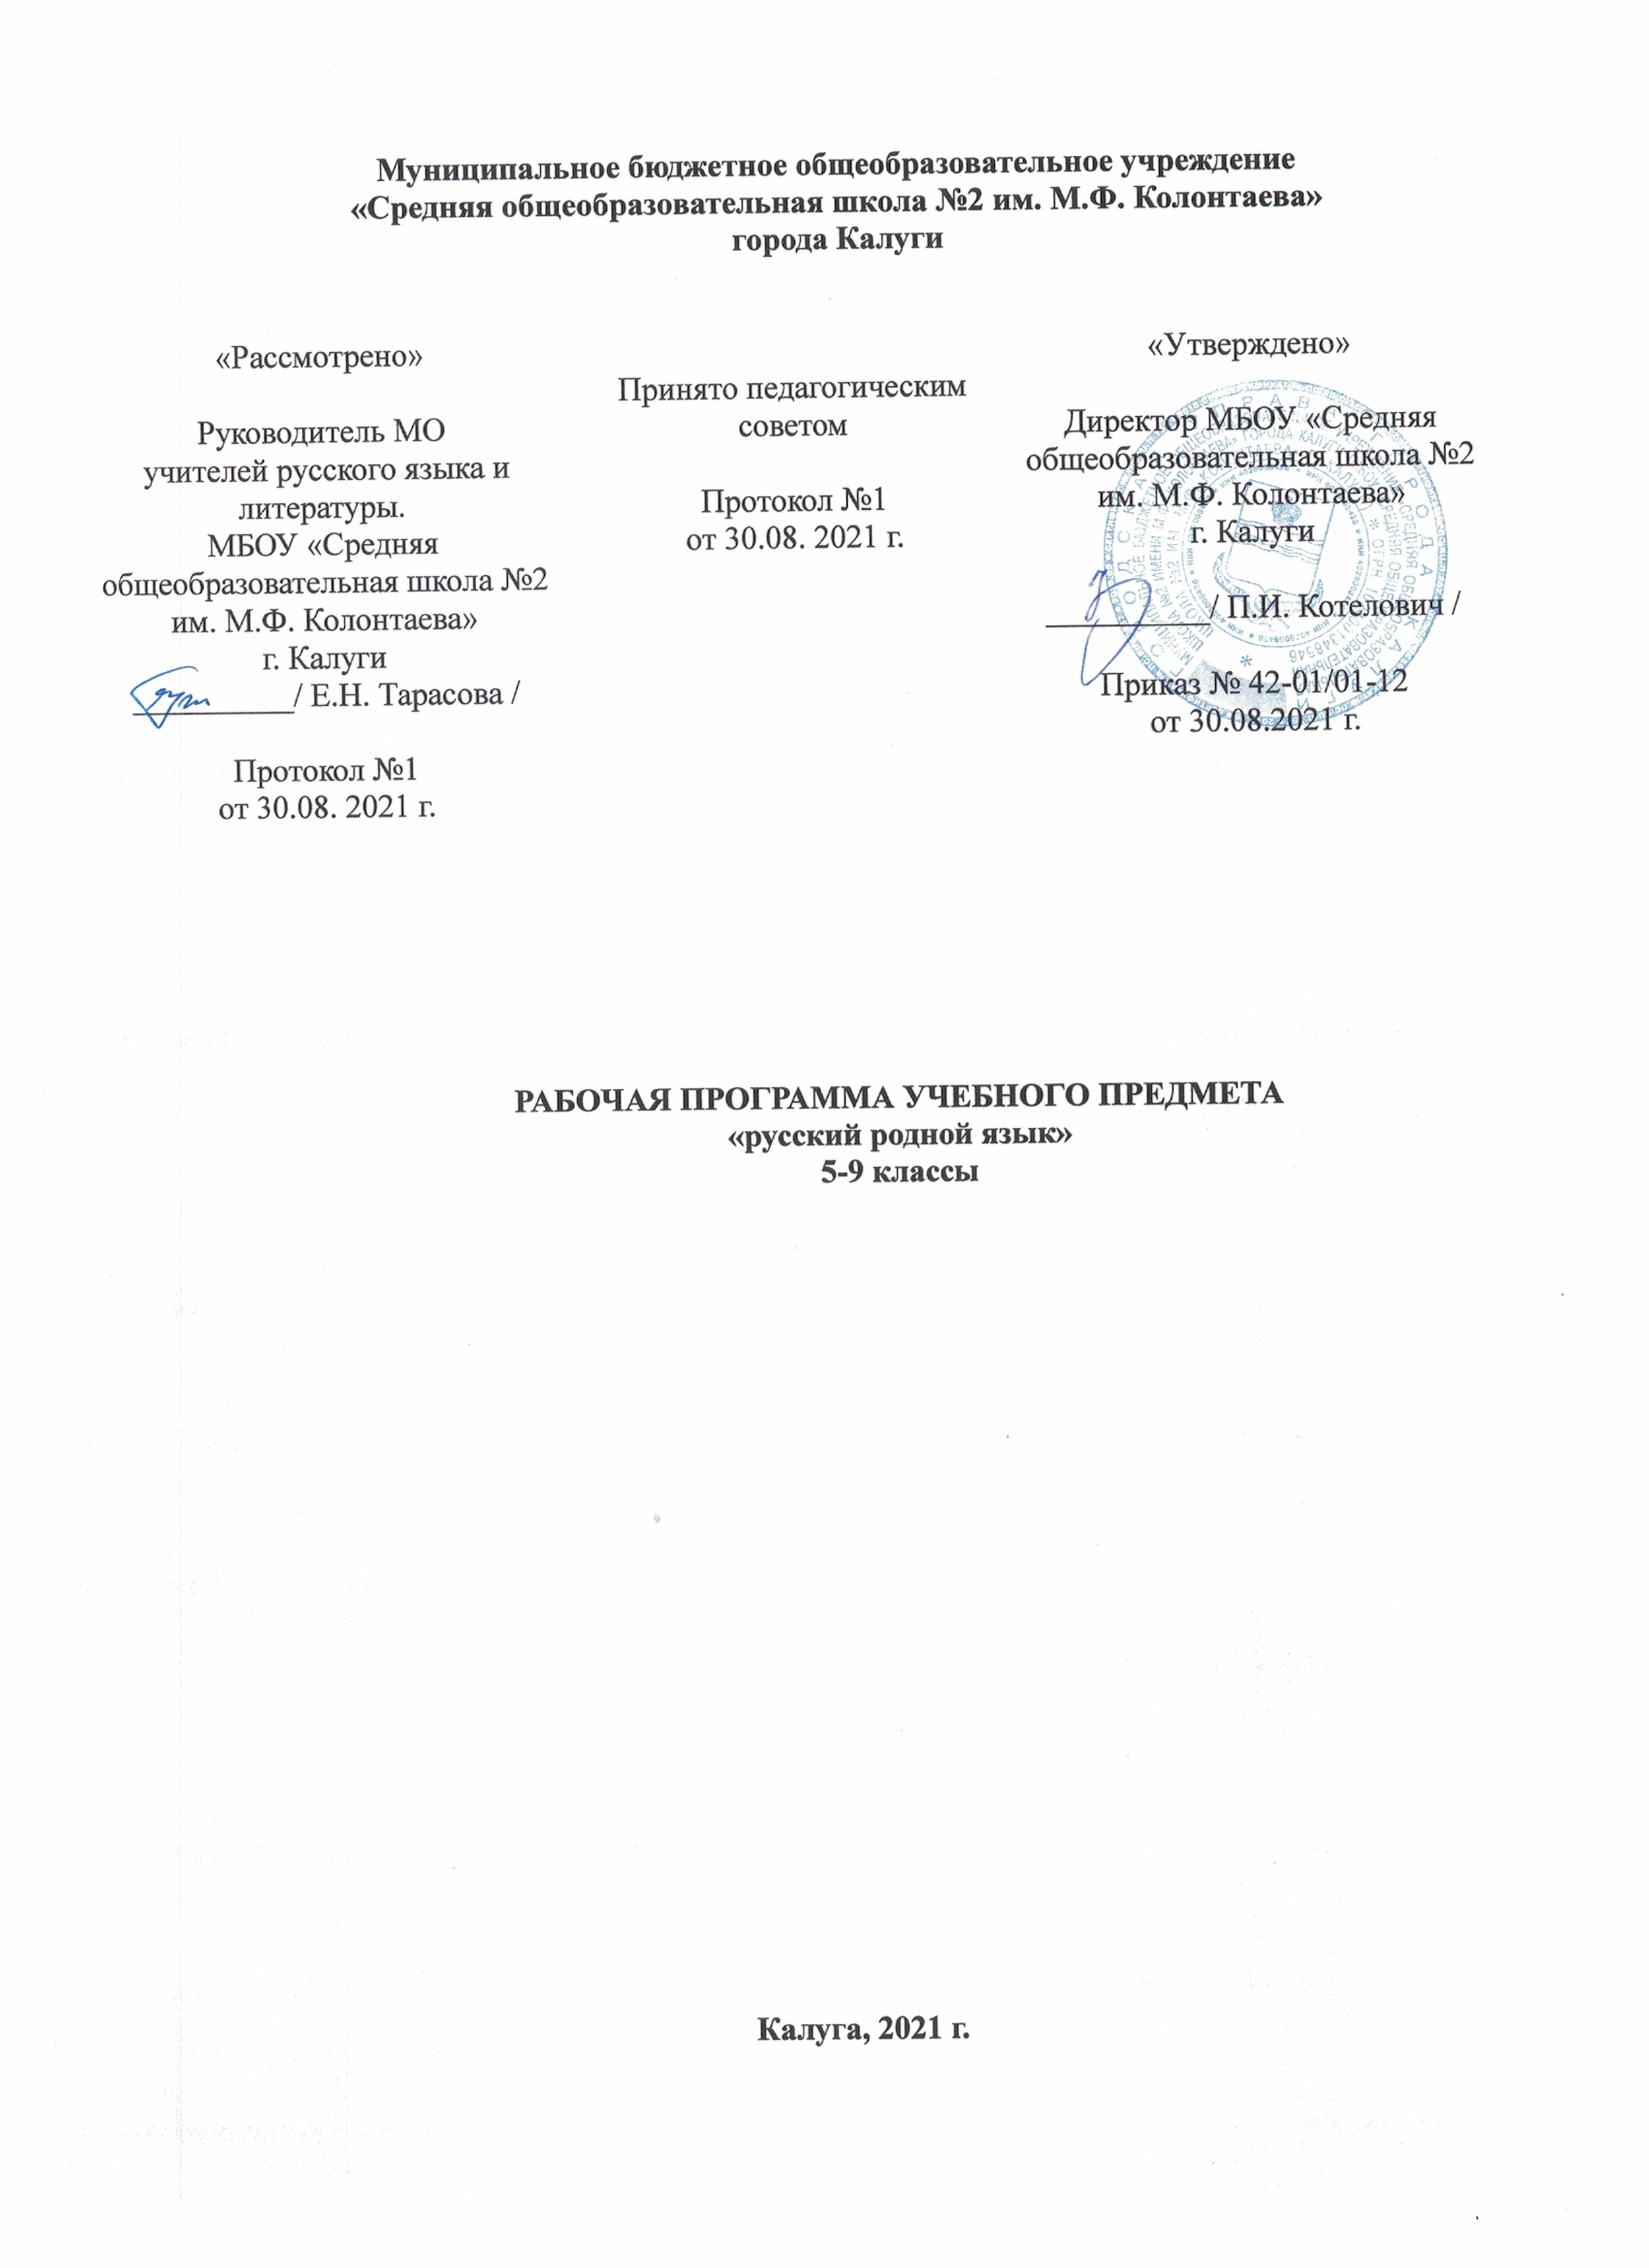 Муниципальное бюджетное общеобразовательное учреждение
«Средняя общеобразовательная школа №2 им. М.Ф. Колонтаева»
города Калуги
«Рассмотрено»
Руководитель МО
учителей русского языка и
литературы.
МБОУ «Средняя
общеобразовательная школа №2
им. М.Ф. Колонтаева»
г. Калуги
____________/ Е.Н. Тарасова /
Протокол №1
от 30.08. 2021 г.
Принято педагогическим
советом
Протокол №1
от 30.08. 2021 г.
«Утверждено»
Директор МБОУ «Средняя
общеобразовательная школа №2
им. М.Ф. Колонтаева»
г. Калуги
____________/ П.И. Котелович /
Приказ № 42-01/01-12
от 30.08.2021 г.
РАБОЧАЯ ПРОГРАММА УЧЕБНОГО ПРЕДМЕТА
«русский родной язык»
5-9 классы
Калуга, 2021 г.